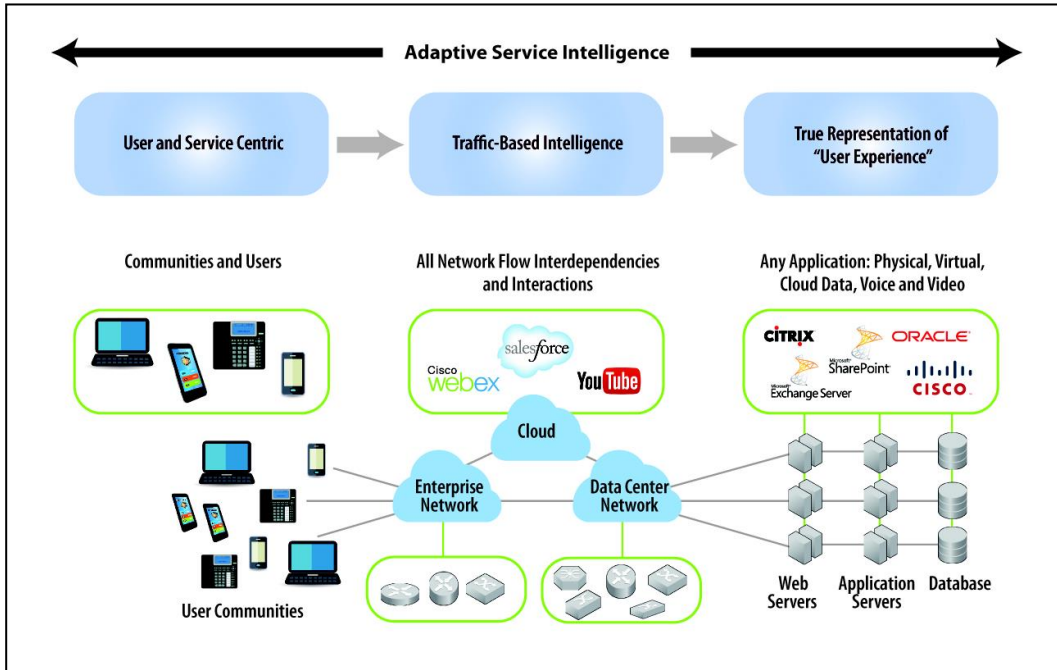 Adaptive Service Intelligence
User and Service Centric
Traffic-Based Intelligence
True Representation of
"User Experience"
Communities and Users
All Network Flow Interdependencies
and Interactions
Any Application: Physical, Virtual,
Cloud Data, Voice and Video
salesforce
Cisco
webex
YouTube
CITRIX
Microsoft
SharePoint
ORACLE
Microsoft
Exchange Server
CISCO
Cloud
Enterprise
Network
Data Center
Network
User Communities
Web
Servers
Application
Servers
Database